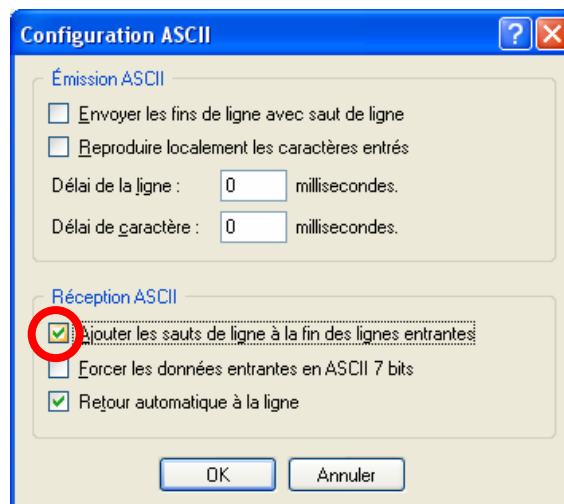 Configuration ASCII
Émission ASCII
Envoyer les fins de ligne avec saut de ligne
Reproduire localement les caractères entrés
Délai de la ligne : 0 millisecondes.
Délai de caractère : 0 millisecondes.
Réception ASCII
Ajouter les sauts de ligne à la fin des lignes entrantes
Forcer les données entrantes en ASCII 7 bits
Retour automatique à la ligne
OK Annuler